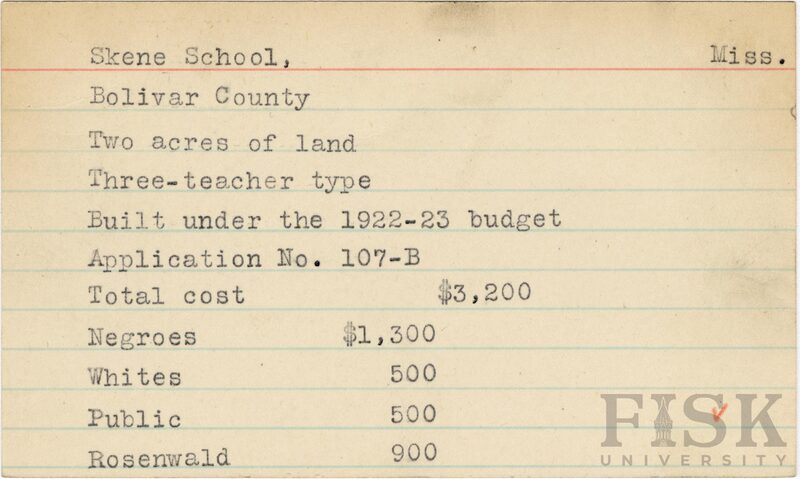 Skene School, Miss.
Bolivar County
Two acres of land
Three-teacher type
Built under the 1922-23 budget
Application No. 107-B
Total cost $3,200
Negroes $1,300
Whites 500
Public 500
Rosenwald 900
FISK
UNIVERSITY